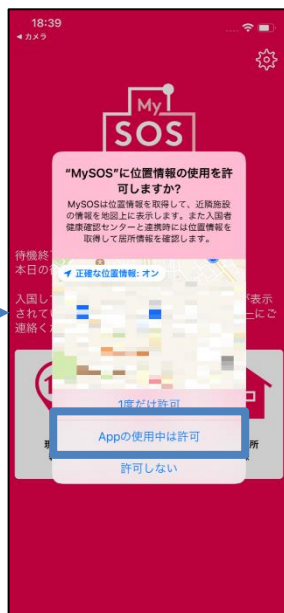 18:39
◀ カメラ
My
SOS
"MySOS"に位置情報の使用を許
可しますか?
MySOSは位置情報を取得して、近隣施設
の情報を地図上に表示します。また入国者
健康確認センターと連携時には位置情報を
取得して居所情報を確認します。
待機終
本日の
正確な位置情報: オン
入国し
表示
されてい
にご
連絡く
1度だけ許可
Appの使用中は許可
所
許可しない